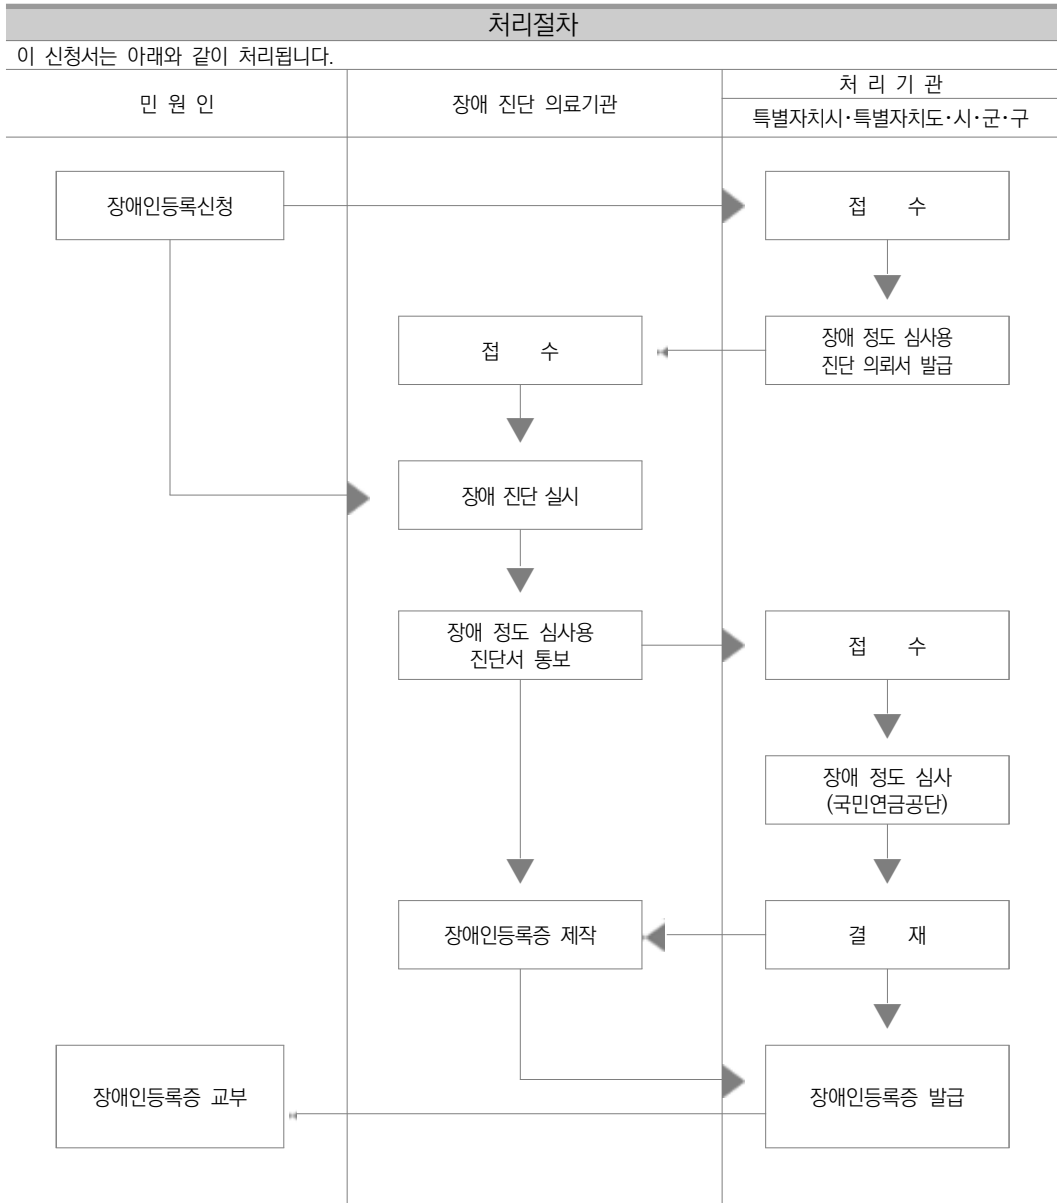 처리절차
이 신청서는 아래와 같이 처리됩니다.
민 원 인
장애 진단 의료기관
처 리 기 관
특별자치시·특별자치도·시·군·구
장애인등록신청
접 수
장애 정도 심사용
진단 의뢰서 발급
접 수
장애 진단 실시
장애 정도 심사용
진단서 통보
접 수
장애 정도 심사
(국민연금공단)
장애인등록증 제작
결 재
장애인등록증 교부
장애인등록증 발급